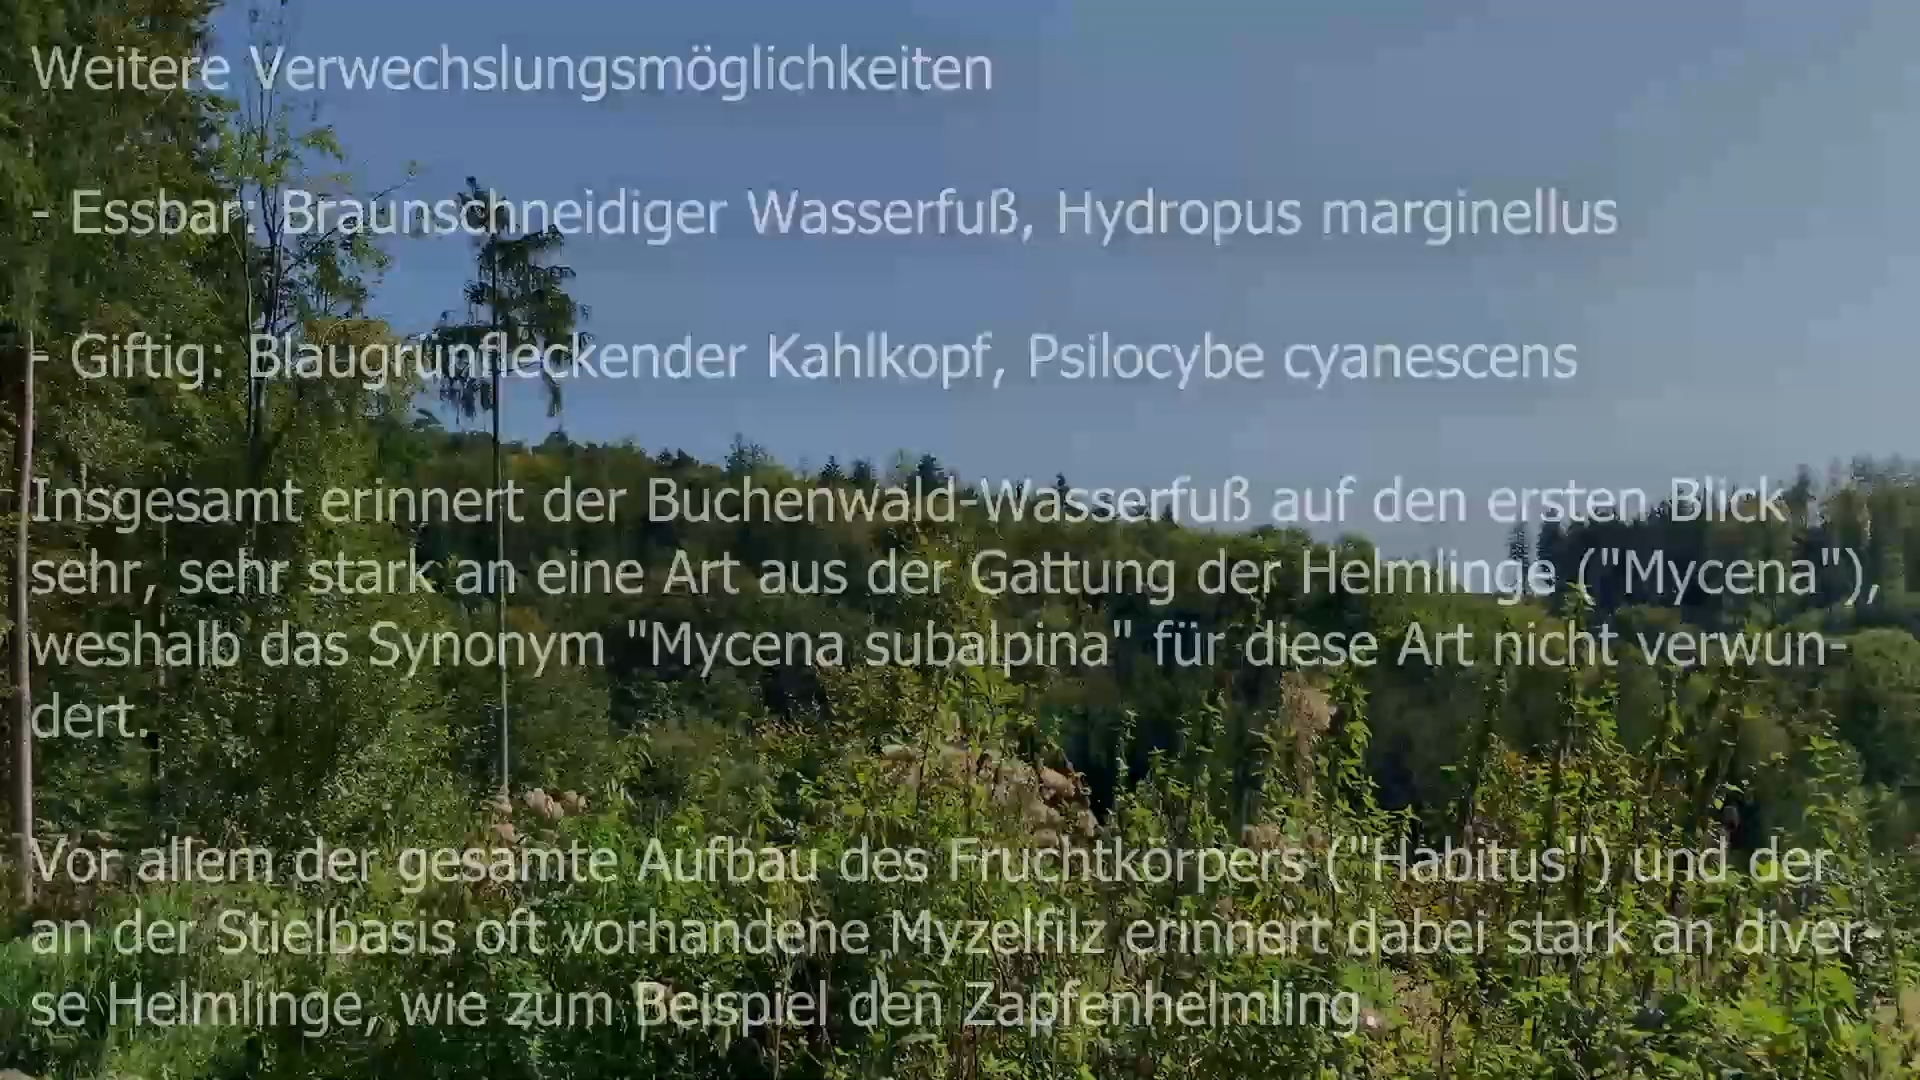 Weitere Verwechslungsmöglichkeiten
- Essbar: Braunschneidiger Wasserfuß, Hydropus marginellus
- Giftig: Blaugrünfleckender Kahlkopf, Psilocybe cyanescens
Insgesamt erinnert der Buchenwald-Wasserfuß auf den ersten Blick
sehr, sehr stark an eine Art aus der Gattung der Helmlinge ("Mycena"),
weshalb das Synonym "Mycena subalpina" für diese Art nicht verwun-
dert.
Vor allem der gesamte Aufbau des Fruchtkörpers ("Habitus") und der
an der Stielbasis oft vorhandene Myzelfilz erinnert dabei stark an diver-
se Helmlinge, wie zum Beispiel den Zapfenhelmling.